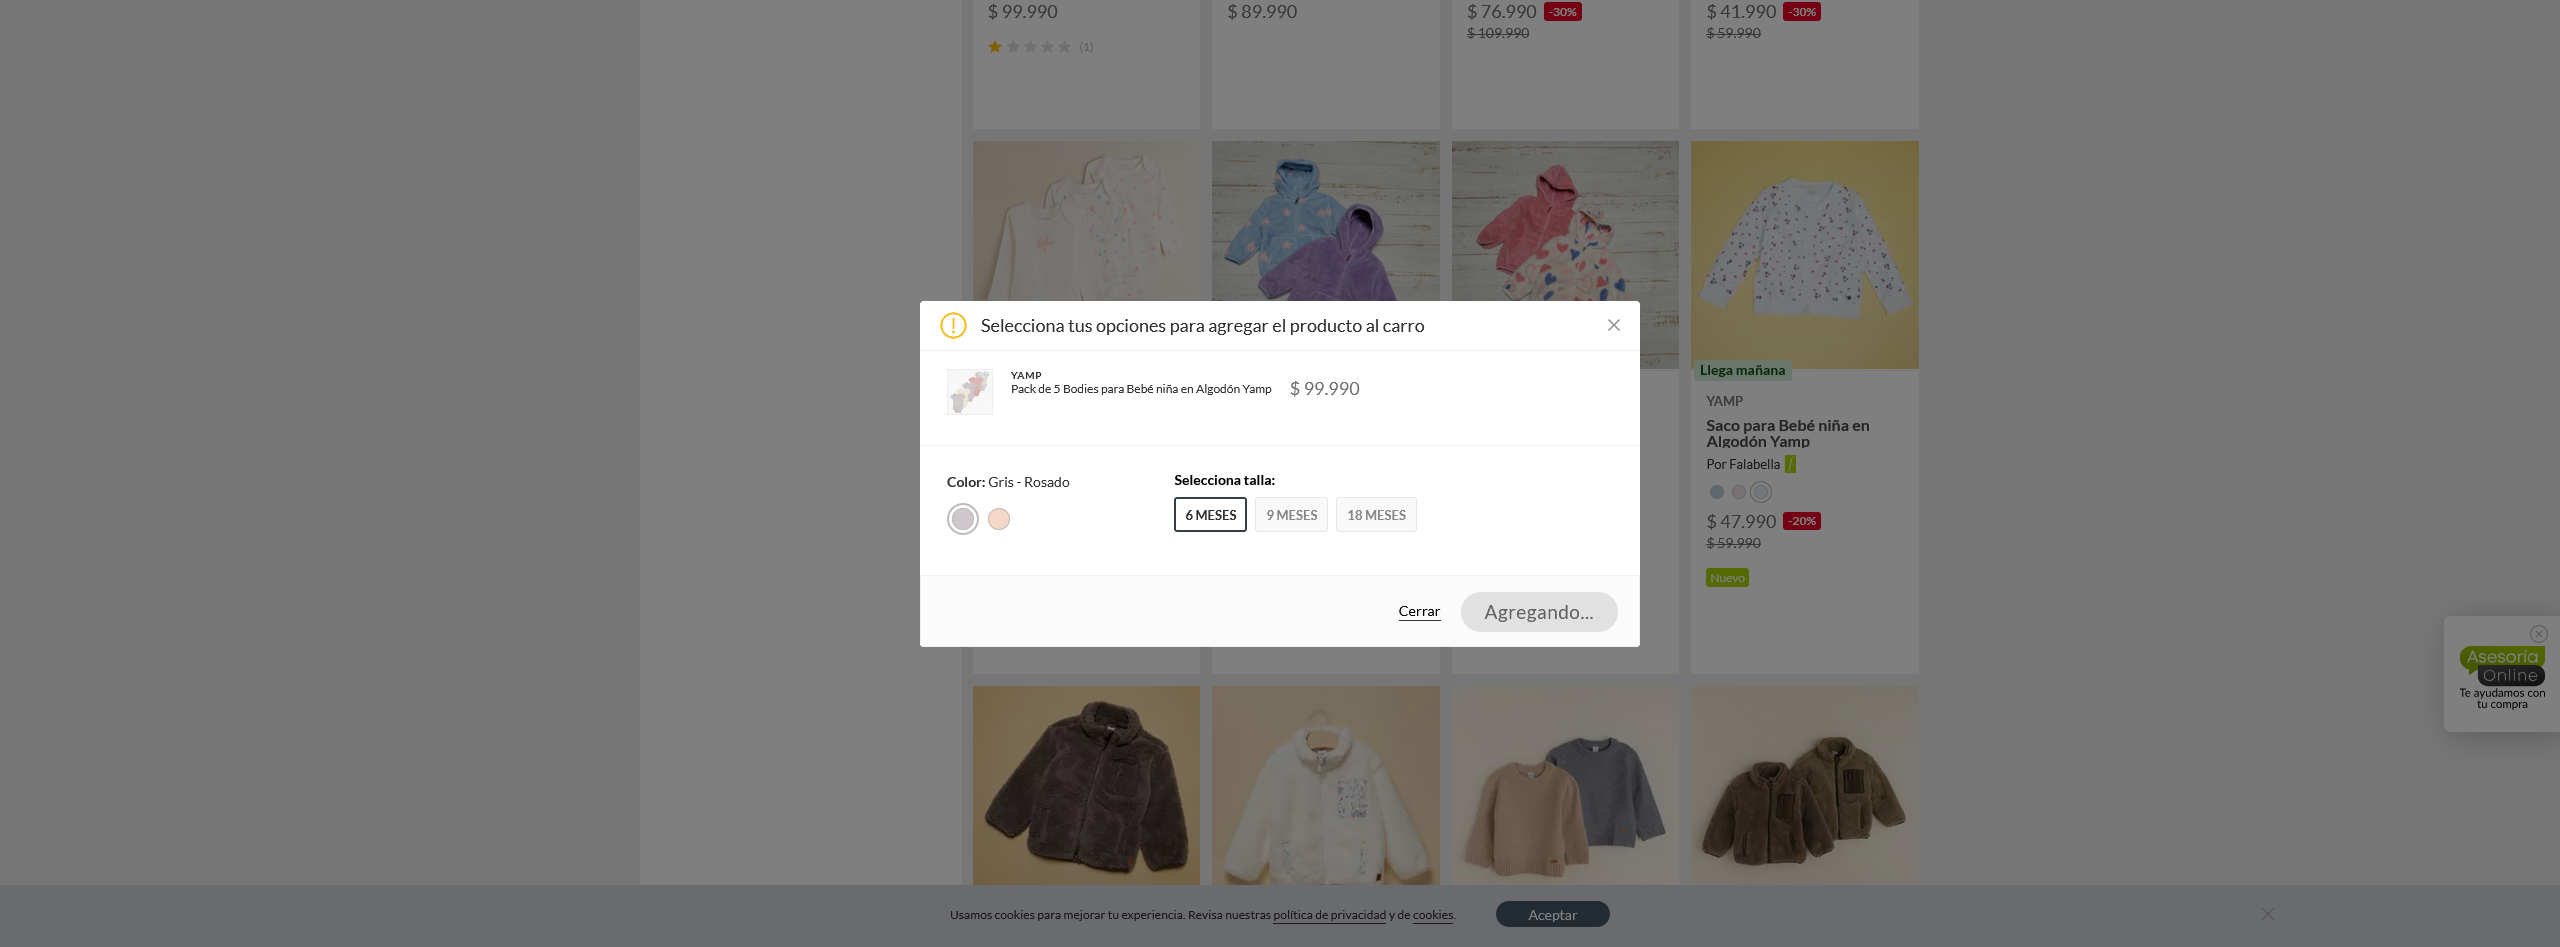 $ 99.990
$ 89.990
$ 76.990 -30%
$ 41.990 -30%
$ 109.990
$ 59.990
(1)
Selecciona tus opciones para agregar el producto al carro
YAMP
Pack de 5 Bodies para Bebé niña en Algodón Yamp
$ 99.990
Color: Gris - Rosado
Selecciona talla:
6 MESES
9 MESES
18 MESES
Cerrar
Agregando...
Llega mañana
YAMP
Saco para Bebé niña en
Algodón Yamp
Por Falabella
$ 47.990 -20%
$ 59.990
Nuevo
Asesoría
Online
Te ayudamos con
tu compra
Usamos cookies para mejorar tu experiencia. Revisa nuestras política de privacidad y de cookies.
Aceptar